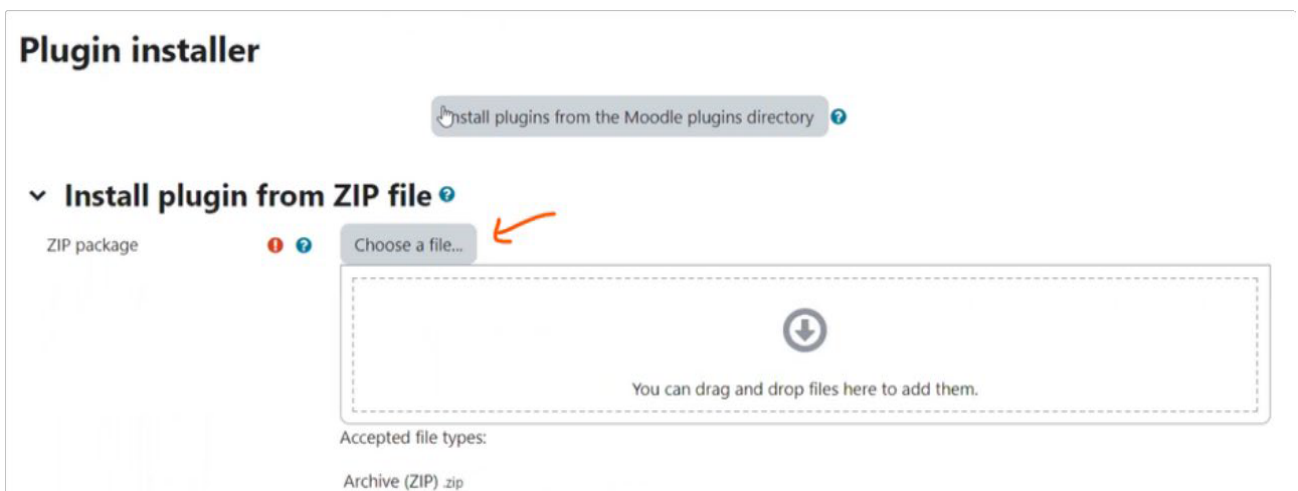 Plugin installer
Install plugins from the Moodle plugins directory
Install plugin from ZIP file
ZIP package
Choose a file...
You can drag and drop files here to add them.
Accepted file types:
Archive (ZIP) .zip